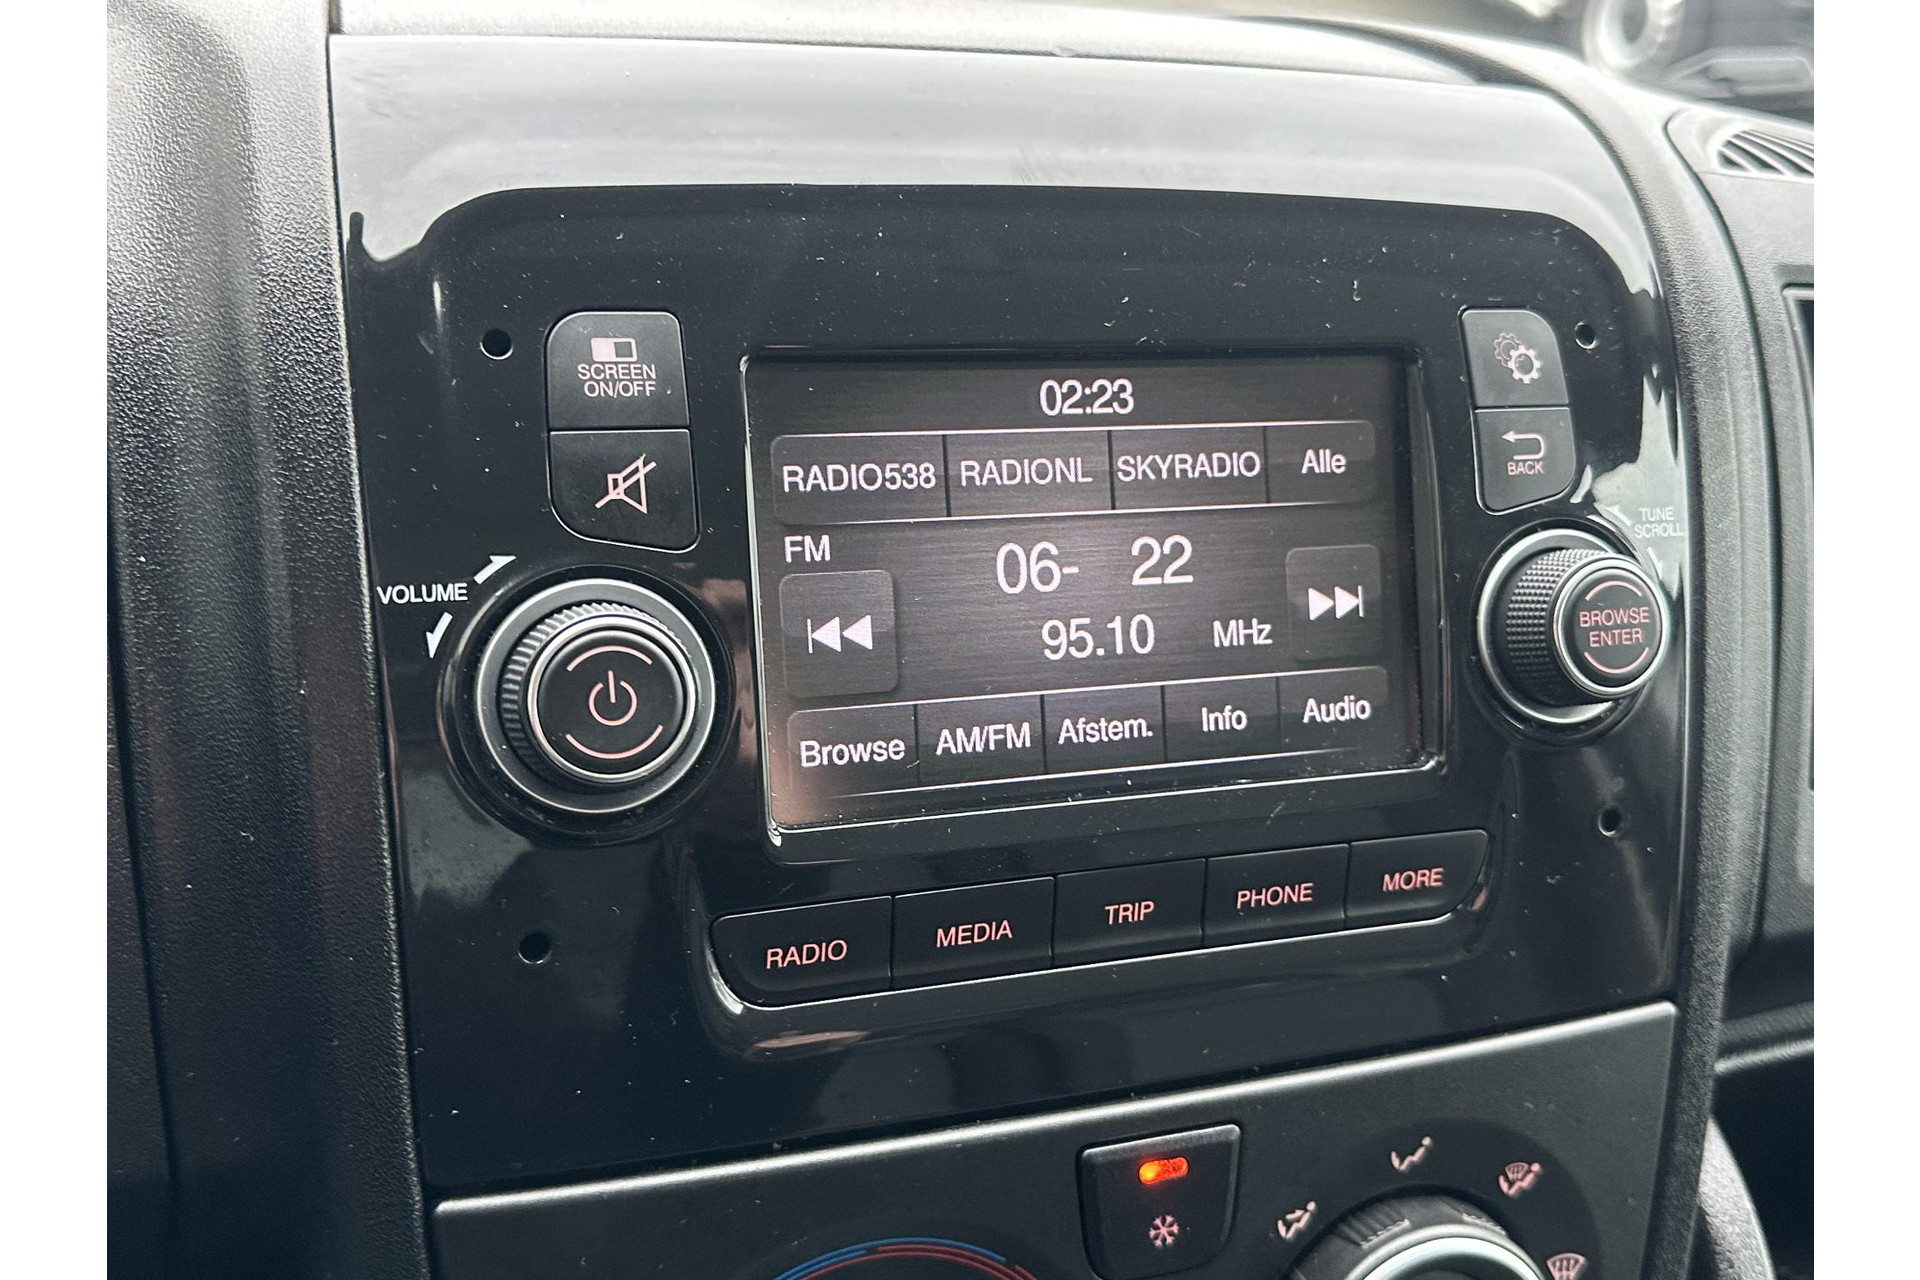 SCREEN
ON/OFF
VOLUME
02:23
RADIO538 RADIONL SKYRADIO Alle
FM
06- 22
95.10 MHz
Browse AM/FM Afstem. Info Audio
BACK
TUNE
SCROLL
BROWSE
ENTER
RADIO MEDIA TRIP PHONE MORE